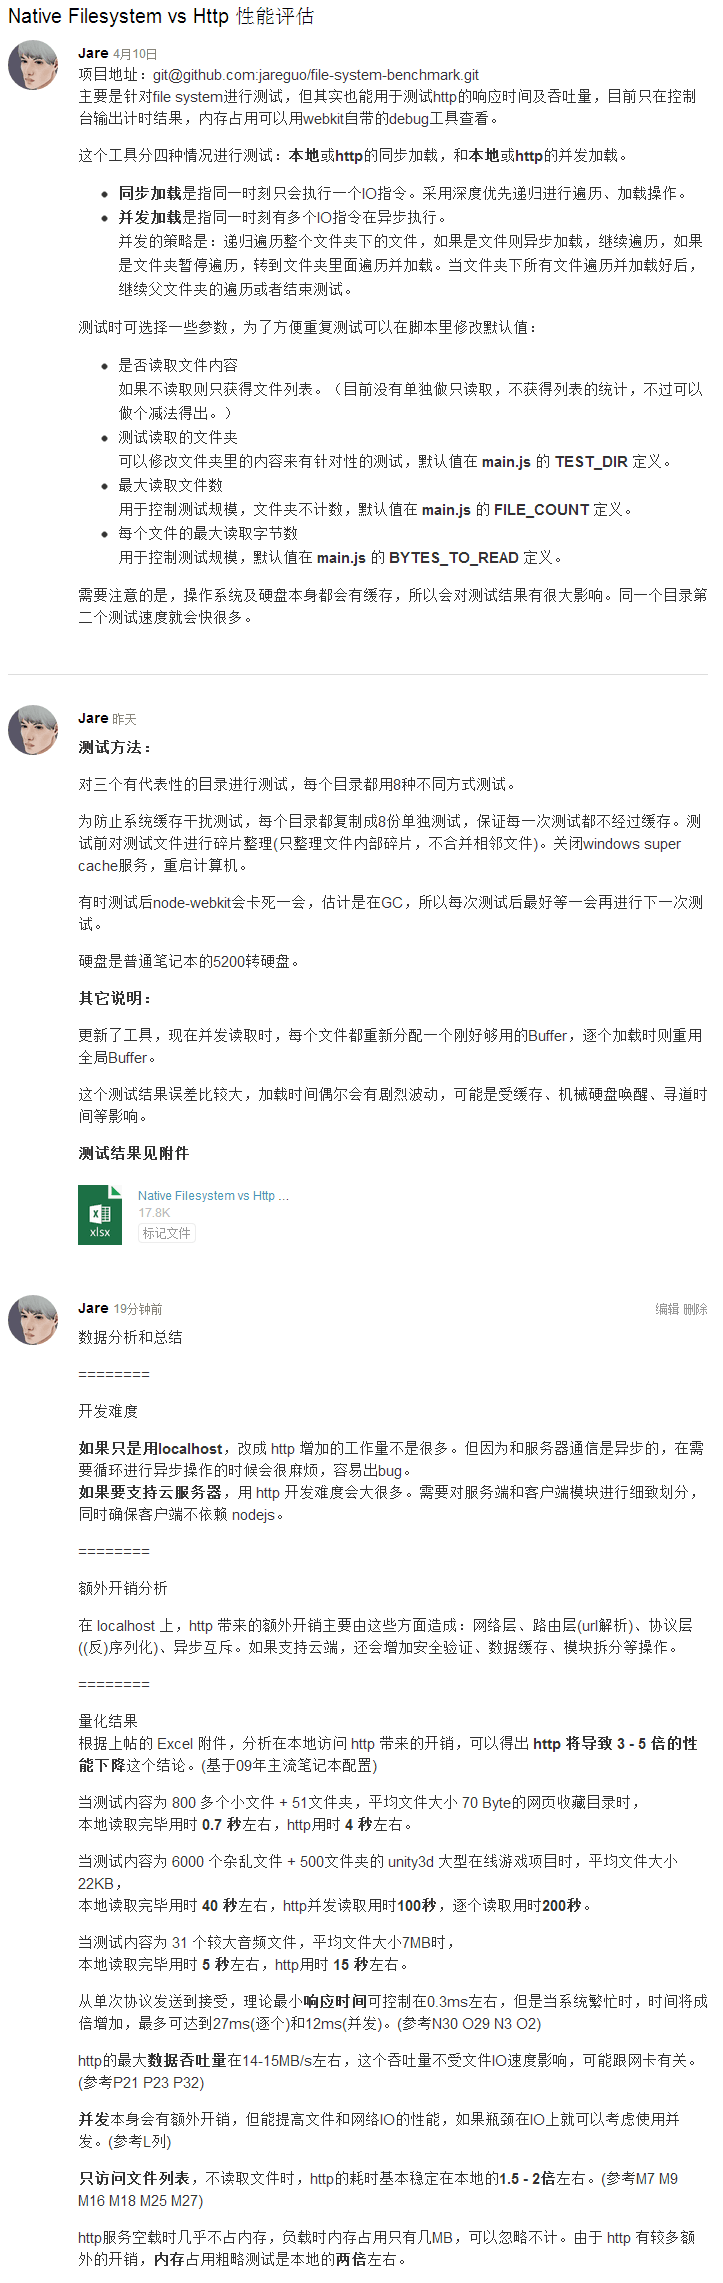 Native Filesystem vs Http 性能评估
Jare 4月10日
项目地址：git@github.com:jareguo/file-system-benchmark.git
主要是针对file system进行测试，但其实也能用于测试http的响应时间及吞吐量，目前只在控制
台输出计时结果，内存占用可以用webkit自带的debug工具查看。
这个工具分四种情况进行测试：本地或http的同步加载，和本地或http的并发加载。
• 同步加载是指同一时刻只会执行一个IO指令。采用深度优先递归进行遍历、加载操作。
• 并发加载是指同一时刻有多个IO指令在异步执行。
并发的策略是：递归遍历整个文件夹下的文件，如果是文件则异步加载，继续遍历，如果
是文件夹暂停遍历，转到文件夹里面遍历并加载。当文件夹下所有文件遍历并加载好后，
继续父文件夹的遍历或者结束测试。
测试时可选择一些参数，为了方便重复测试可以在脚本里修改默认值：
• 是否读取文件内容
如果不读取则只获得文件列表。（目前没有单独做只读取，不获得列表的统计，不过可以
做个减法得出。）
• 测试读取的文件夹
可以修改文件夹里的内容来有针对性的测试，默认值在 main.js 的 TEST_DIR 定义。
• 最大读取文件数
用于控制测试规模，文件夹不计数，默认值在 main.js 的 FILE_COUNT 定义。
• 每个文件的最大读取字节数
用于控制测试规模，默认值在 main.js 的 BYTES_TO_READ 定义。
需要注意的是，操作系统及硬盘本身都会有缓存，所以会对测试结果有很大影响。同一个目录第
二个测试速度就会快很多。
Jare 昨天
测试方法：
对三个有代表性的目录进行测试，每个目录都用8种不同方式测试。
为防止系统缓存干扰测试，每个目录都复制成8份单独测试，保证每一次测试都不经过缓存。测
试前对测试文件进行碎片整理(只整理文件内部碎片，不合并相邻文件)。关闭windows super
cache服务，重启计算机。
有时测试后node-webkit会卡死一会，估计是在GC，所以每次测试后最好等一会再进行下一次测
试。
硬盘是普通笔记本的5200转硬盘。
其它说明：
更新了工具，现在并发读取时，每个文件都重新分配一个刚好够用的Buffer，逐个加载时则重用
全局Buffer。
这个测试结果误差比较大，加载时间偶尔会有剧烈波动，可能是受缓存、机械硬盘唤醒、寻道时
间等影响。
测试结果见附件
Native Filesystem vs Http ...
17.8K
xlsx
标记文件
Jare 19分钟前
编辑 删除
数据分析和总结
========
开发难度
如果只是用localhost，改成 http 增加的工作量不是很多。但因为和服务器通信是异步的，在需
要循环进行异步操作的时候会很麻烦，容易出bug。
如果要支持云服务器，用 http 开发难度会大很多。需要对服务端和客户端模块进行细致划分，
同时确保客户端不依赖 nodejs。
========
额外开销分析
在 localhost 上，http 带来的额外开销主要由这些方面造成：网络层、路由层(url解析)、协议层
((反)序列化)、异步互斥。如果支持云端，还会增加安全验证、数据缓存、模块拆分等操作。
========
量化结果
根据上帖的 Excel 附件，分析在本地访问 http 带来的开销，可以得出 http 将导致 3 - 5 倍的性
能下降这个结论。(基于09年主流笔记本配置)
当测试内容为 800 多个小文件 + 51文件夹，平均文件大小 70 Byte的网页收藏目录时，
本地读取完毕用时 0.7 秒左右，http用时 4 秒左右。
当测试内容为 6000 个杂乱文件 + 500文件夹的 unity3d 大型在线游戏项目时，平均文件大小
22KB，
本地读取完毕用时 40 秒左右，http并发读取用时100秒，逐个读取用时200秒。
当测试内容为 31 个较大音频文件，平均文件大小7MB时，
本地读取完毕用时 5 秒左右，http用时 15 秒左右。
从单次协议发送到接受，理论最小响应时间可控制在0.3ms左右，但是当系统繁忙时，时间将成
倍增加，最多可达到27ms(逐个)和12ms(并发)。(参考N30 O29 N3 O2)
http的最大数据吞吐量在14-15MB/s左右，这个吞吐量不受文件IO速度影响，可能跟网卡有关。
(参考P21 P23 P32)
并发本身会有额外开销，但能提高文件和网络IO的性能，如果瓶颈在IO上就可以考虑使用并
发。(参考L列)
只访问文件列表，不读取文件时，http的耗时基本稳定在本地的1.5 - 2倍左右。(参考M7 M9
M16 M18 M25 M27)
http服务空载时几乎不占内存，负载时内存占用只有几MB，可以忽略不计。由于 http 有较多额
外的开销，内存占用粗略测试是本地的两倍左右。